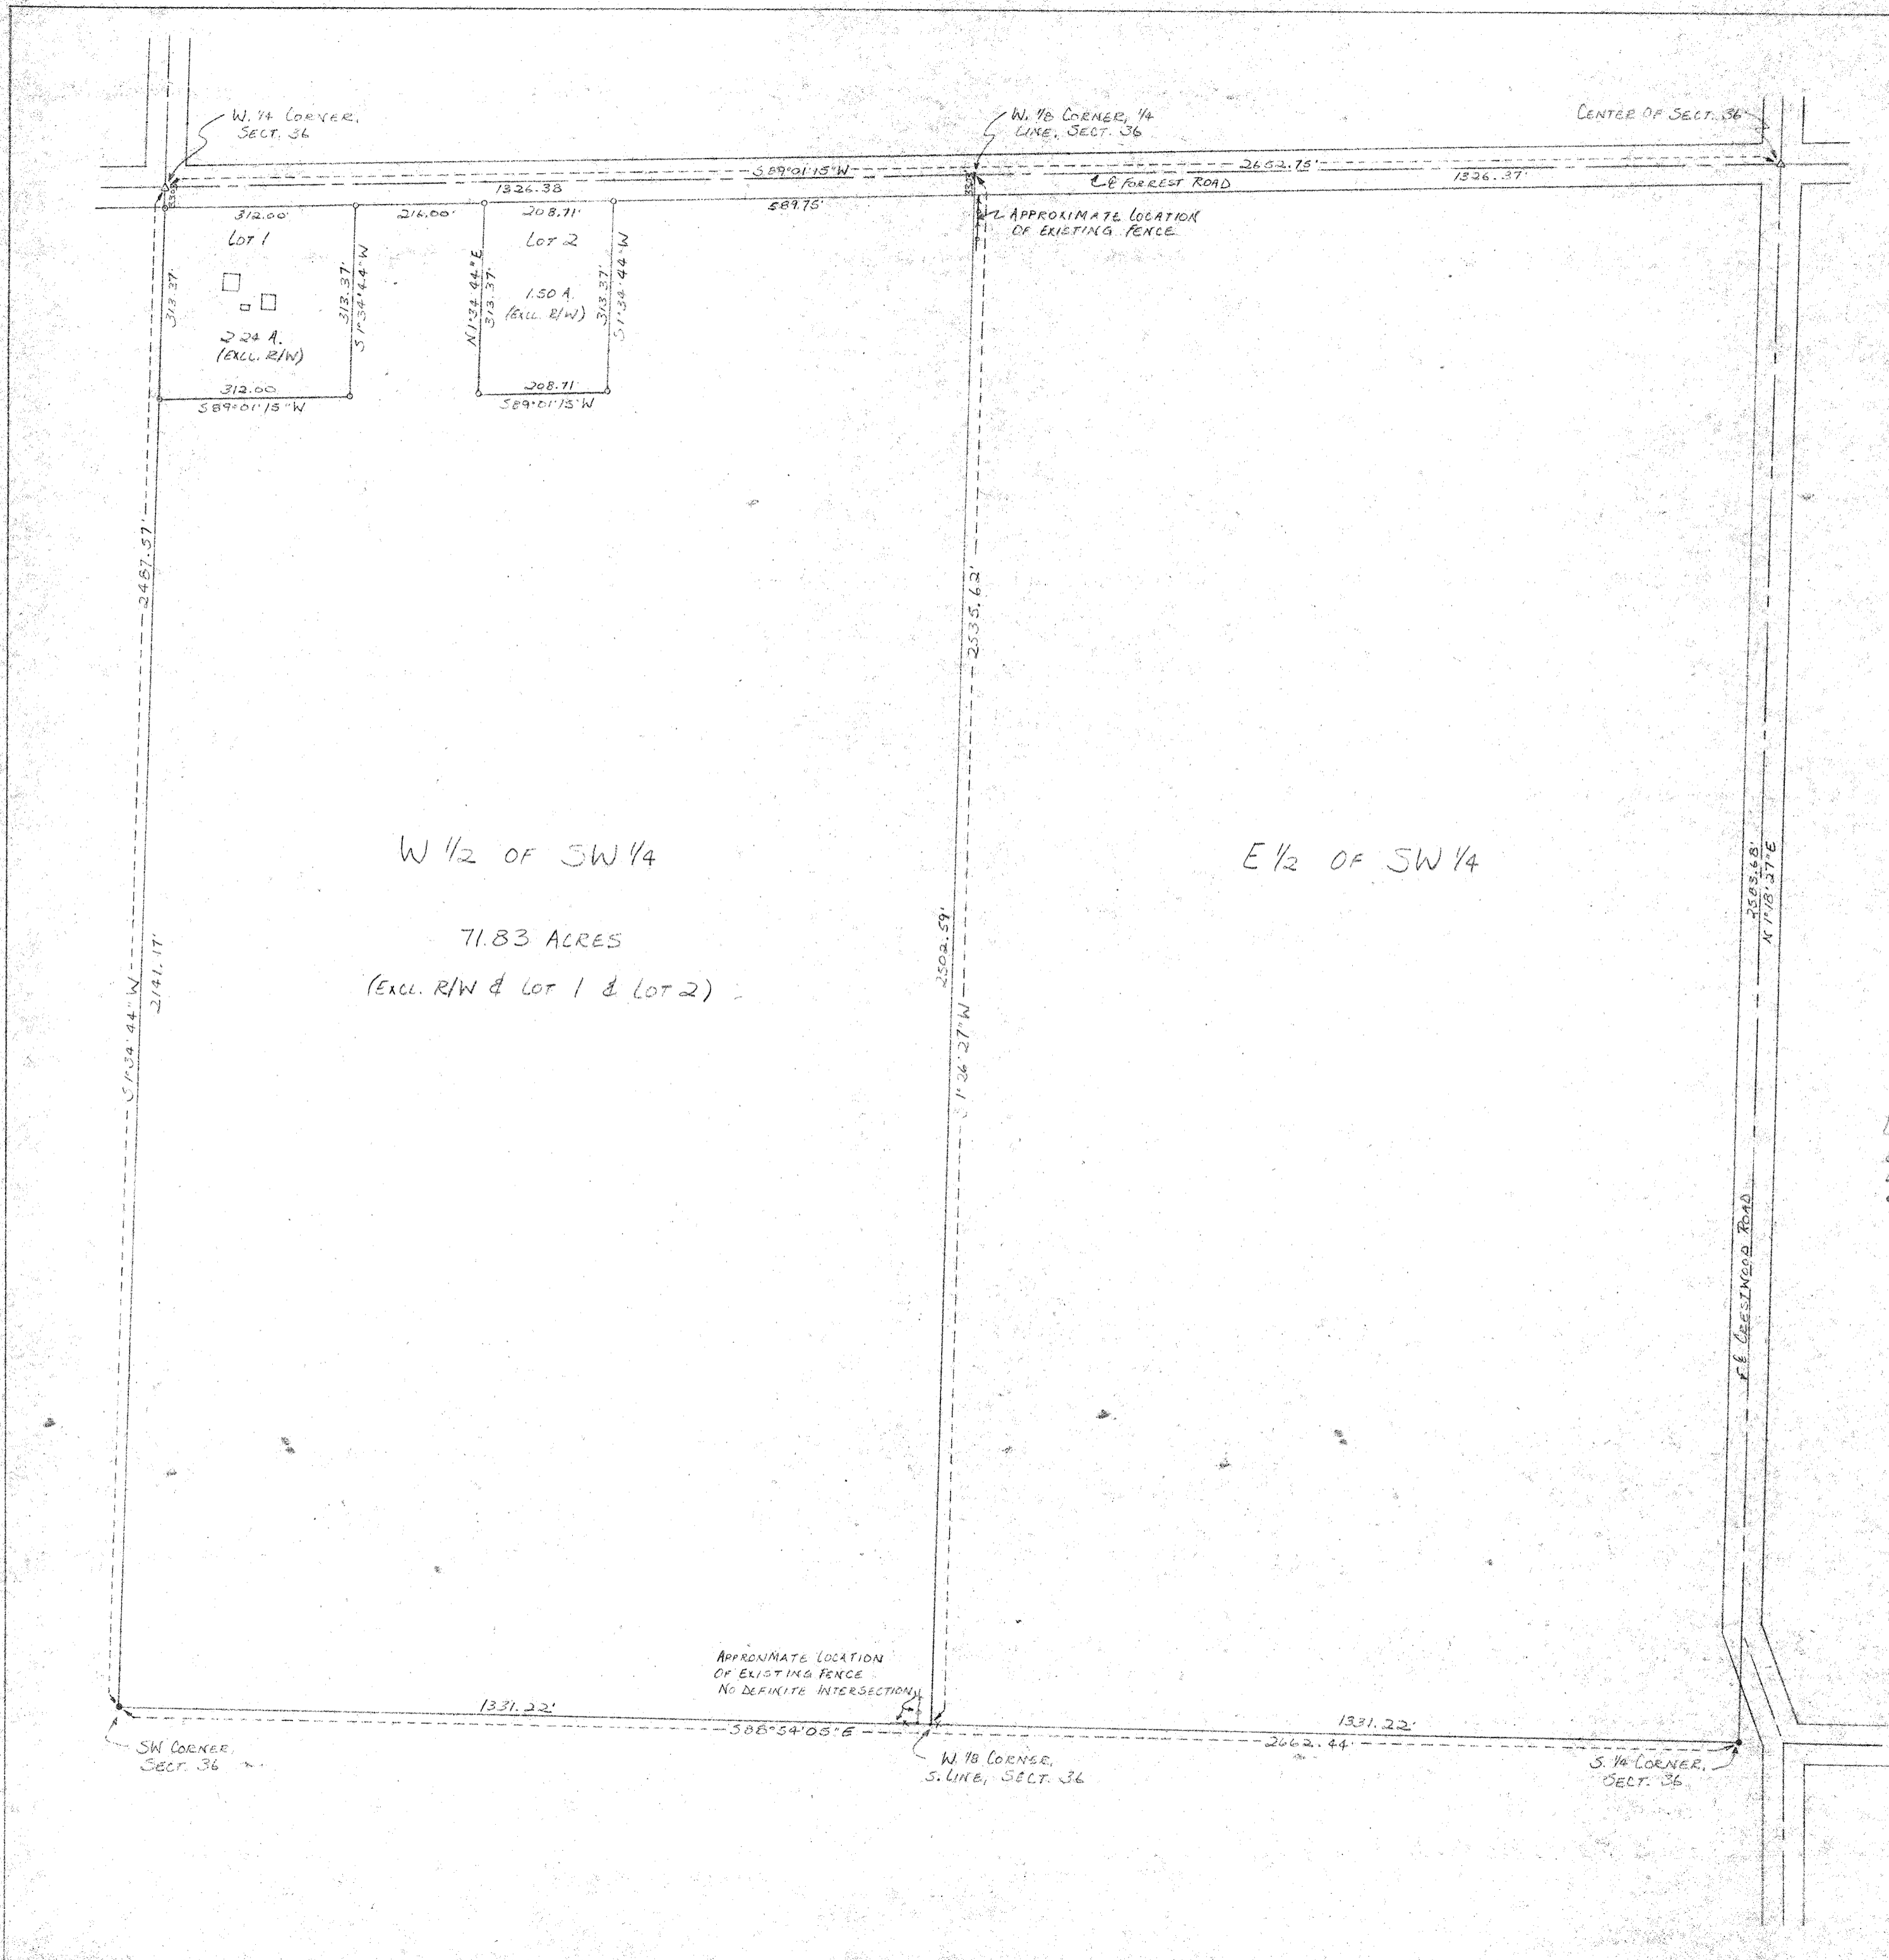 W. 1/4 CORNER,
SECT. 36
W. 1/8 CORNER, 1/4
LINE, SECT. 36
CENTER OF SECT. 36
S89°01'15"W
2652.75'
1326.38
℄ FORREST ROAD
1326.37'
312.00'
216.00'
208.71'
589.75'
APPROXIMATE LOCATION
OF EXISTING FENCE
LOT 1
LOT 2
313.37'
313.37'
S1°34'44"W
N1°34'44"E
313.37'
313.37'
S1°34'44"W
1.50 A.
(EXCL. R/W)
2.24 A.
(EXCL. R/W)
312.00
S89°01'15"W
208.71'
S89°01'15"W
2487.57'
2535.62'
W 1/2 OF SW 1/4
E 1/2 OF SW 1/4
71.83 ACRES
(EXCL. R/W & LOT 1 & LOT 2)
S1°34'44"W
2141.17'
2502.59'
S 1°26'27"W
2583.68'
N 1°18'27"E
℄ CRESTWOOD ROAD
APPROXIMATE LOCATION
OF EXISTING FENCE
NO DEFINITE INTERSECTION
1331.22'
S88°54'05"E
1331.22'
2662.44'
SW CORNER,
SECT. 36
W. 1/8 CORNER,
S. LINE, SECT. 36
S. 1/4 CORNER,
SECT. 36